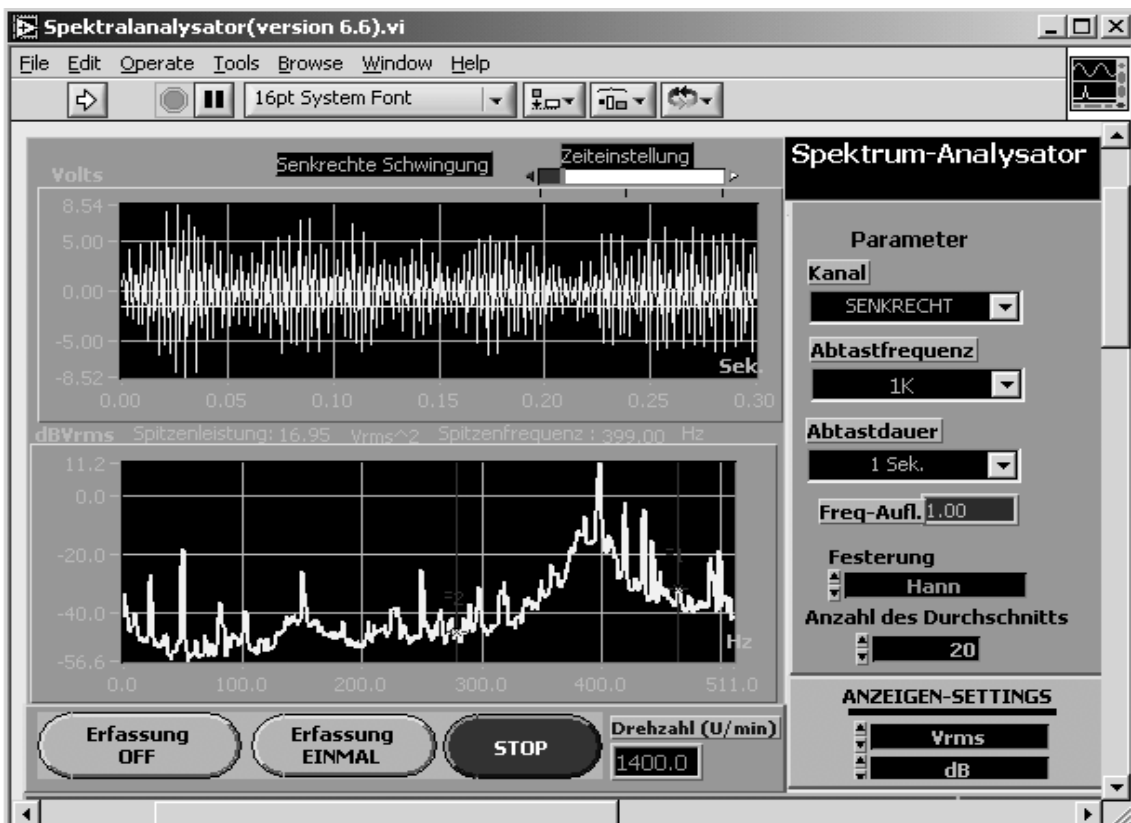 Spektralanalysator(version 6.6).vi
File Edit Operate Tools Browse Window Help
16pt System Font
Senkrechte Schwingung
Zeiteinstellung
Volts
8.54
5.00
0.00
-5.00
-8.52
Sek.
0.00 0.05 0.10 0.15 0.20 0.25 0.30
dBVrms Spitzenleistung: 16.95 Vrms^2 Spitzenfrequenz : 399.00 Hz
11.2
0.0
-20.0
-40.0
-56.6
Hz
0.0 100.0 200.0 300.0 400.0 511.0
Erfassung
OFF
Erfassung
EINMAL
STOP
Drehzahl (U/min)
1400.0
Spektrum-Analysator
Parameter
Kanal
SENKRECHT
Abtastfrequenz
1K
Abtastdauer
1 Sek.
Freq-Aufl. 1.00
Festerung
Hann
Anzahl des Durchschnitts
20
ANZEIGEN-SETTINGS
Vrms
dB